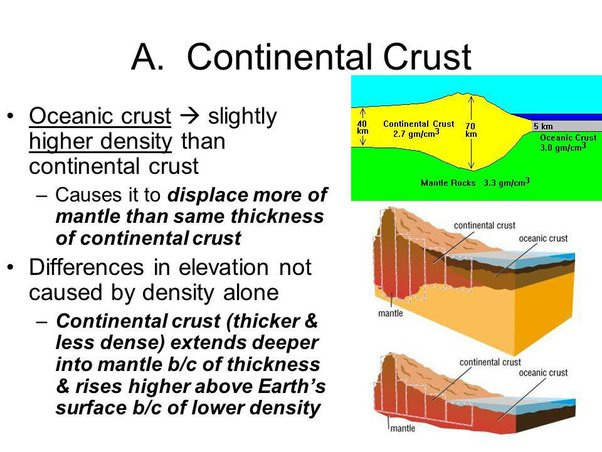 A. Continental Crust
• Oceanic crust → slightly
higher density than
continental crust
– Causes it to displace more of
mantle than same thickness
of continental crust
• Differences in elevation not
caused by density alone
– Continental crust (thicker &
less dense) extends deeper
into mantle b/c of thickness
& rises higher above Earth's
surface b/c of lower density
40
km
Continental Crust
2.7 gm/cm³
70
km
5 km
Oceanic Crust
3.0 gm/cm³
Mantle Rocks 3.3 gm/cm³
continental crust
oceanic crust
mantle
continental crust
oceanic crust
mantle